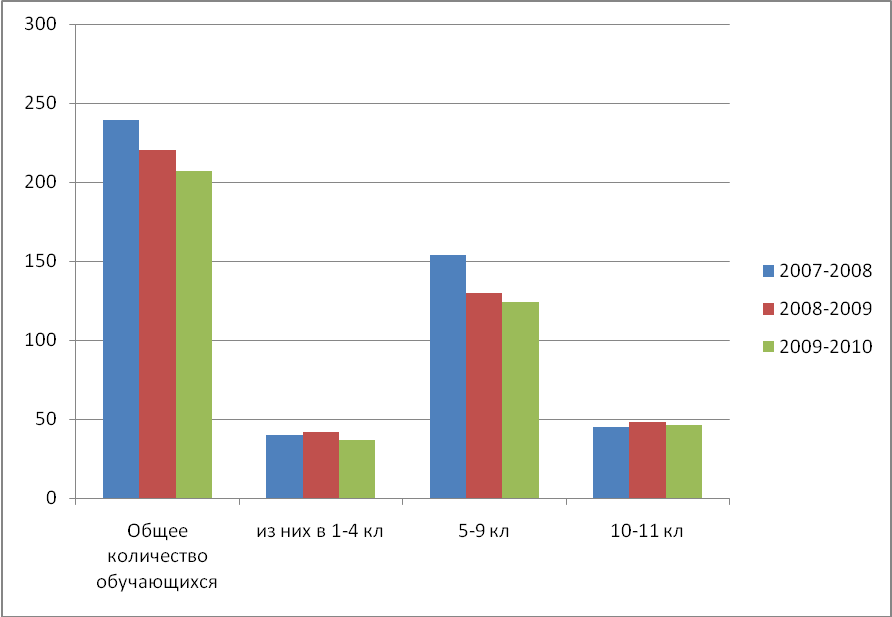 300
250
200
150
100
50
0
Общее
количество
обучающихся
из них в 1-4 кл
5-9 кл
10-11 кл
2007-2008
2008-2009
2009-2010